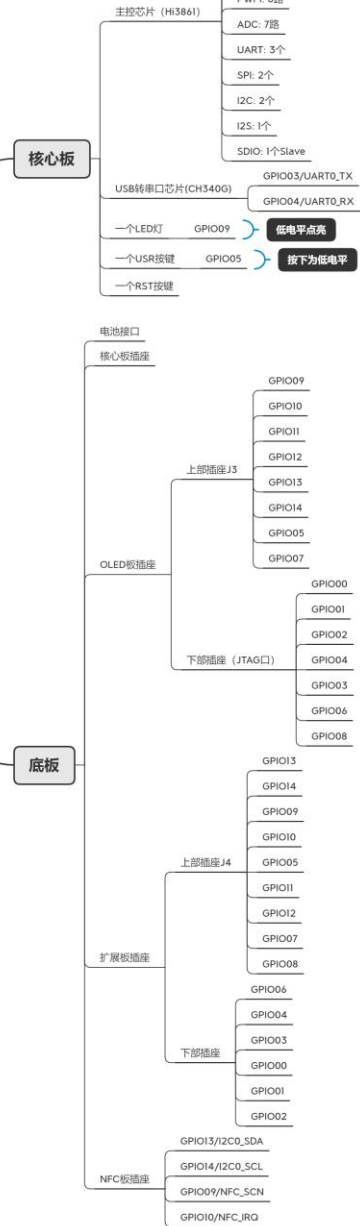 主控芯片（Hi3861）
ADC: 7路
UART: 3个
SPI: 2个
I2C: 2个
I2S: 1个
SDIO: 1个Slave
核心板
USB转串口芯片(CH340G)
GPIO03/UART0_TX
GPIO04/UART0_RX
一个LED灯
GPIO09
低电平点亮
一个USR按键
GPIO05
按下为低电平
一个RST按键
底板
电池接口
核心板插座
OLED板插座
上部插座J3
GPIO09
GPIO10
GPIO11
GPIO12
GPIO13
GPIO14
GPIO05
GPIO07
下部插座（JTAG口）
GPIO00
GPIO01
GPIO02
GPIO04
GPIO03
GPIO06
GPIO08
扩展板插座
上部插座J4
GPIO13
GPIO14
GPIO09
GPIO10
GPIO05
GPIO11
GPIO12
GPIO07
GPIO08
下部插座
GPIO06
GPIO04
GPIO03
GPIO00
GPIO01
GPIO02
NFC板插座
GPIO13/I2C0_SDA
GPIO14/I2C0_SCL
GPIO09/NFC_SCN
GPIO10/NFC_IRQ